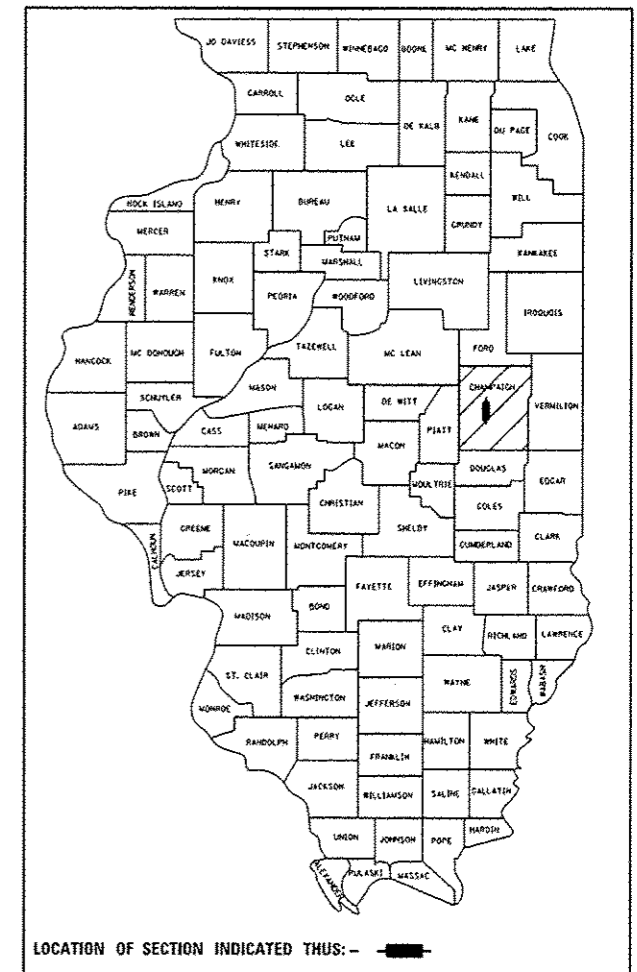 JO DAVIESS STEPHENSON WINNEBAGO BOONE MC HENRY LAKE
CARROLL OGLE DE KALB KANE DU PAGE COOK
WHITESIDE LEE KENDALL WILL
ROCK ISLAND HENRY BUREAU LA SALLE GRUNDY
MERCER PUTNAM KANKAKEE
STARK MARSHALL
HENDERSON WARREN KNOX PEORIA WOODFORD LIVINGSTON IROQUOIS
HANCOCK MC DONOUGH FULTON TAZEWELL MC LEAN FORD
MASON CHAMPAIGN
SCHUYLER LOGAN DE WITT VERMILION
ADAMS BROWN CASS MENARD PIATT
MACON
MORGAN SANGAMON DOUGLAS
PIKE SCOTT MOULTRIE EDGAR
CHRISTIAN COLES
GREENE SHELBY
CALHOUN MACOUPIN MONTGOMERY CUMBERLAND CLARK
JERSEY
FAYETTE EFFINGHAM JASPER CRAWFORD
MADISON BOND
CLAY RICHLAND LAWRENCE
CLINTON MARION
ST. CLAIR WAYNE EDWARDS WABASH
WASHINGTON JEFFERSON
MONROE
RANDOLPH PERRY HAMILTON WHITE
FRANKLIN
JACKSON WILLIAMSON SALINE GALLATIN
UNION JOHNSON POPE HARDIN
ALEXANDER PULASKI MASSAC
LOCATION OF SECTION INDICATED THUS:-